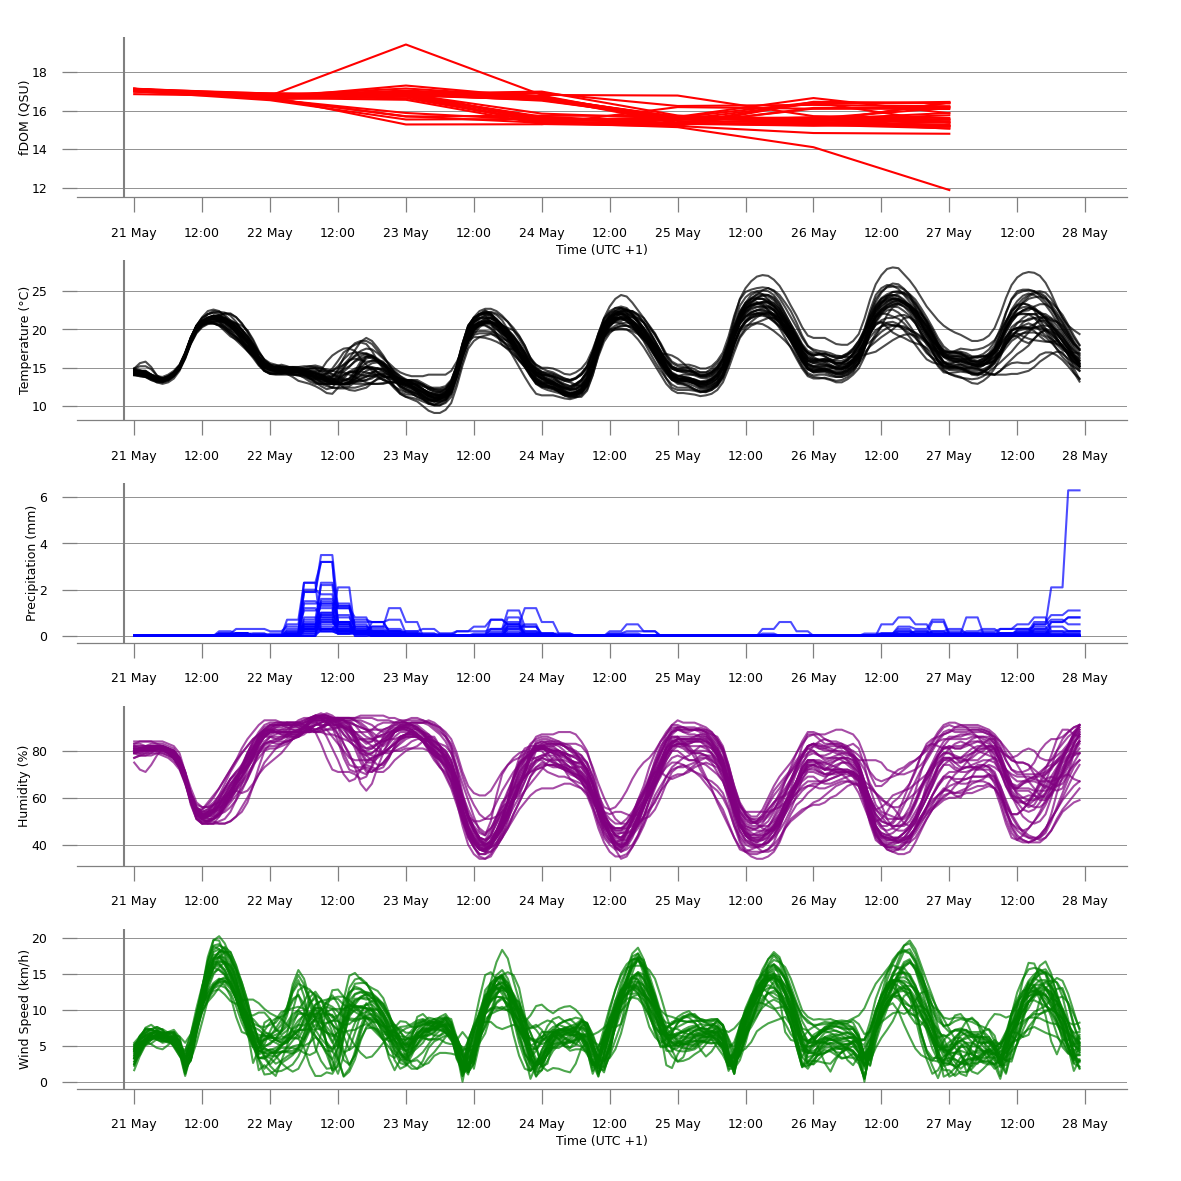 fDOM (QSU)
18
16
14
12
21 May 12:00 22 May 12:00 23 May 12:00 24 May 12:00 25 May 12:00 26 May 12:00 27 May 12:00 28 May
Time (UTC +1)
Temperature (°C)
25
20
15
10
21 May 12:00 22 May 12:00 23 May 12:00 24 May 12:00 25 May 12:00 26 May 12:00 27 May 12:00 28 May
Precipitation (mm)
6
4
2
0
21 May 12:00 22 May 12:00 23 May 12:00 24 May 12:00 25 May 12:00 26 May 12:00 27 May 12:00 28 May
Humidity (%)
80
60
40
21 May 12:00 22 May 12:00 23 May 12:00 24 May 12:00 25 May 12:00 26 May 12:00 27 May 12:00 28 May
Wind Speed (km/h)
20
15
10
5
0
21 May 12:00 22 May 12:00 23 May 12:00 24 May 12:00 25 May 12:00 26 May 12:00 27 May 12:00 28 May
Time (UTC +1)